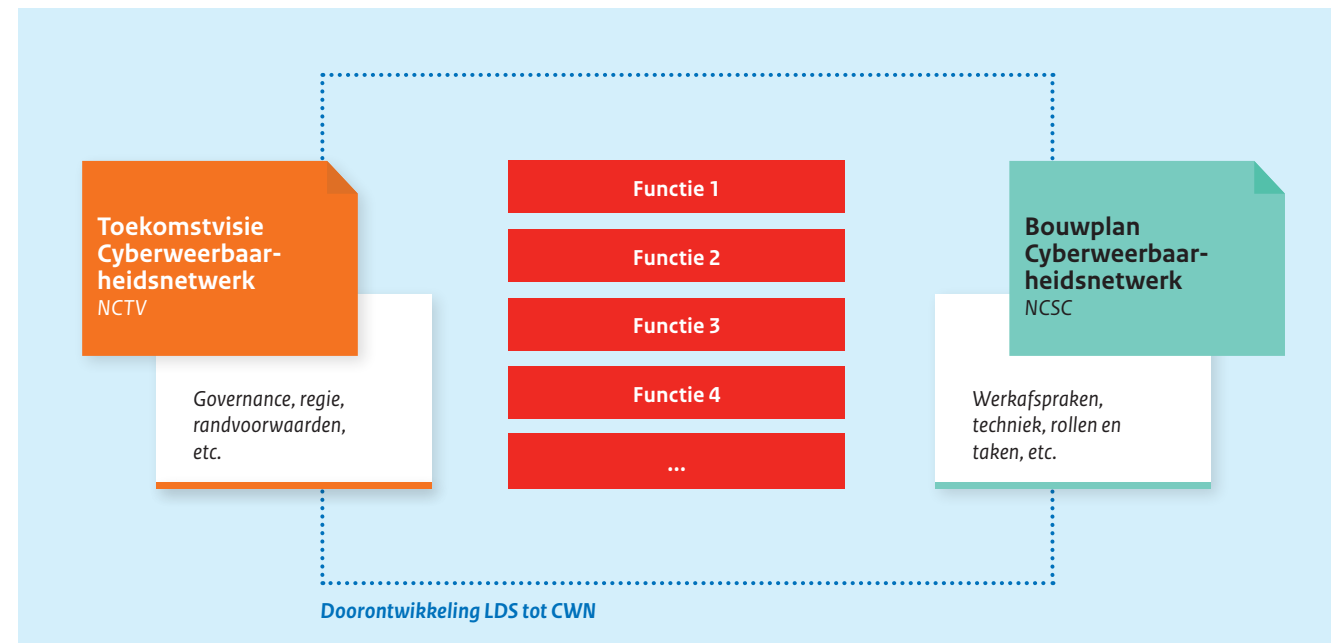 Toekomstvisie
Cyberweerbaar-
heidsnetwerk
NCTV
Governance, regie,
randvoorwaarden,
etc.
Functie 1
Functie 2
Functie 3
Functie 4
...
Bouwplan
Cyberweerbaar-
heidsnetwerk
NCSC
Werkafspraken,
techniek, rollen en
taken, etc.
Doorontwikkeling LDS tot CWN